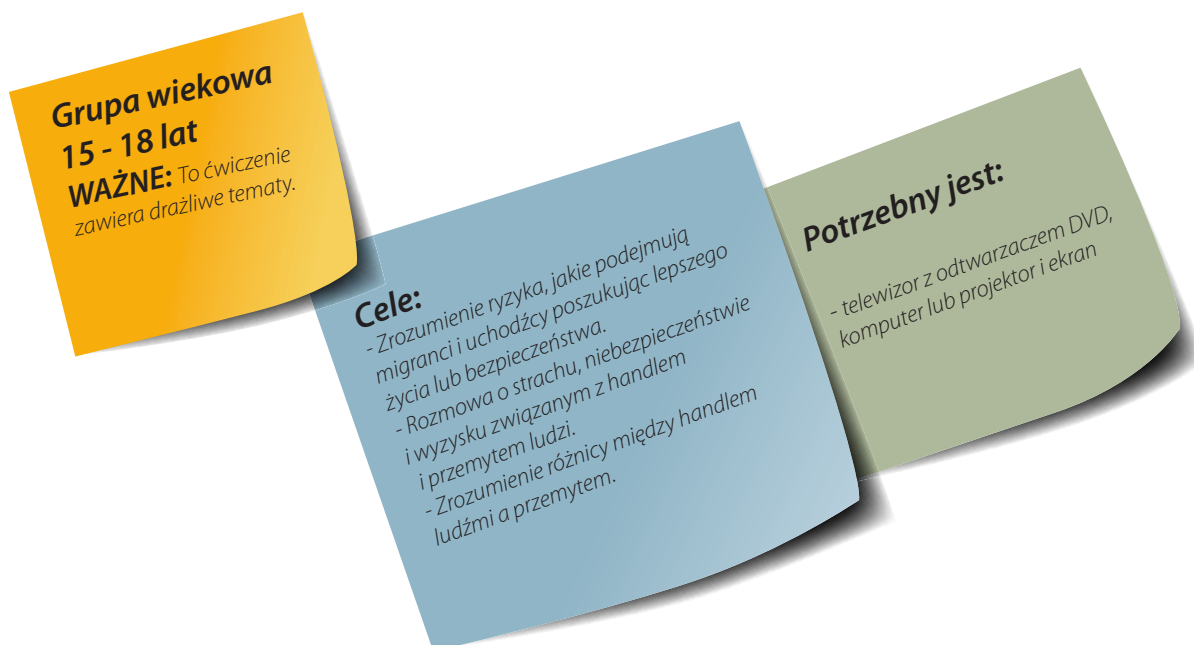 Grupa wiekowa
15 - 18 lat
WAŻNE: To ćwiczenie
zawiera drażliwe tematy.
Cele:
- Zrozumienie ryzyka, jakie podejmują
migranci i uchodźcy poszukując lepszego
życia lub bezpieczeństwa.
- Rozmowa o strachu, niebezpieczeństwie
i wyzysku związanym z handlem
i przemytem ludzi.
- Zrozumienie różnicy między handlem
ludźmi a przemytem.
Potrzebny jest:
- telewizor z odtwarzaczem DVD,
komputer lub projektor i ekran